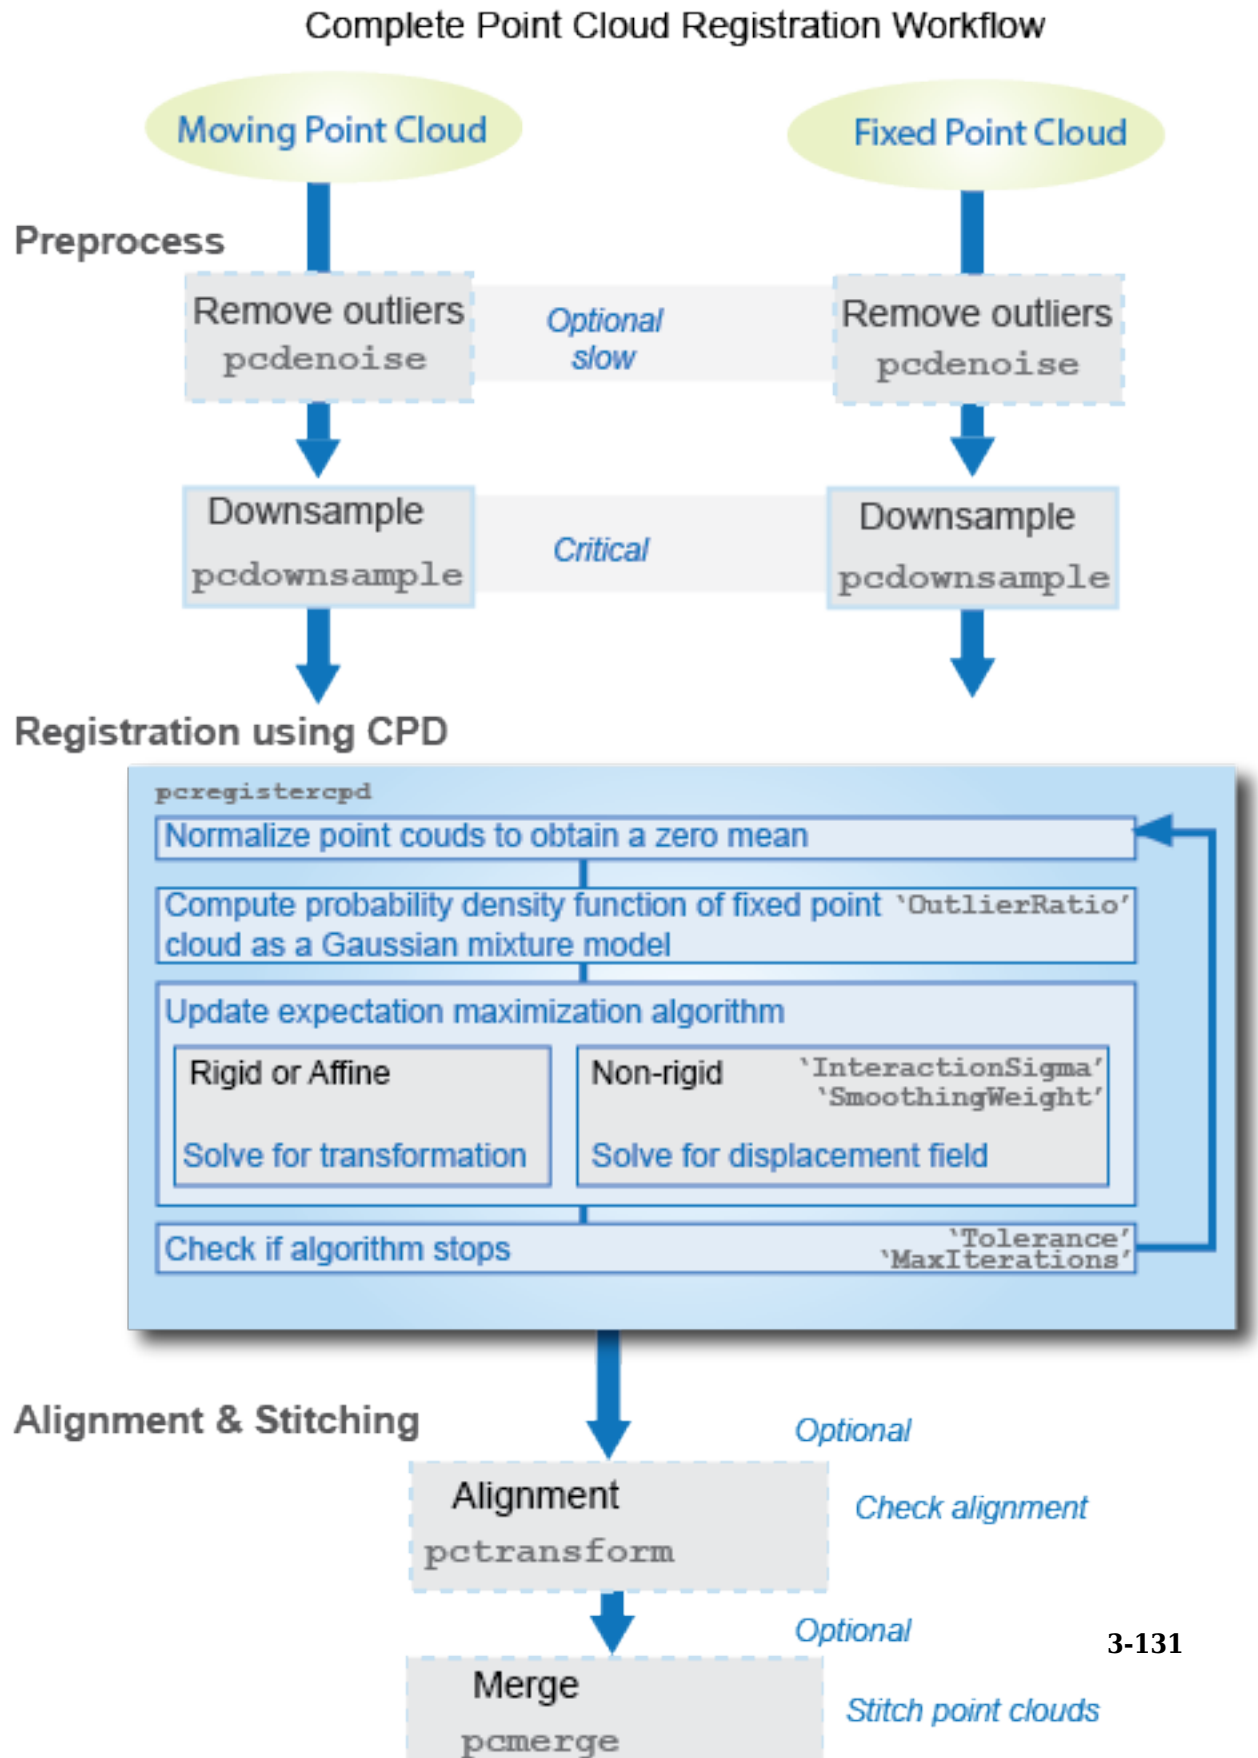 Complete Point Cloud Registration Workflow
Moving Point Cloud
Fixed Point Cloud
Preprocess
Remove outliers
pcdenoise
Optional
slow
Remove outliers
pcdenoise
Downsample
pcdownsample
Critical
Downsample
pcdownsample
Registration using CPD
pcregistercpd
Normalize point couds to obtain a zero mean
Compute probability density function of fixed point `OutlierRatio'
cloud as a Gaussian mixture model
Update expectation maximization algorithm
Rigid or Affine
Solve for transformation
Non-rigid `InteractionSigma'
`SmoothingWeight'
Solve for displacement field
Check if algorithm stops
`Tolerance'
`MaxIterations'
Alignment & Stitching
Optional
Alignment
pctransform
Check alignment
Optional
3-131
Merge
pcmerge
Stitch point clouds